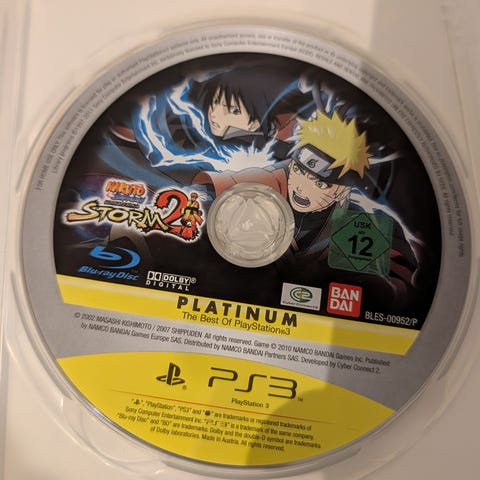 NARUTO
STORM 2
USK
ab
12
Blu-ray Disc
DOLBY
DIGITAL
BAN
DAI
BLES-00952/P
PLATINUM
The Best Of PlayStation®3
© 2002 MASASHI KISHIMOTO / 2007 SHIPPUDEN All rights reserved. Game © 2010 NAMCO BANDAI Games Inc. Published
by NAMCO BANDAI Games Europe SAS. Distributed by NAMCO BANDAI Partners SAS. Developed by Cyber Connect 2.
PS3™
PlayStation 3
", "PlayStation", "PS3" and " " are trademarks or registered trademarks of
Sony Computer Entertainment Inc. "PS3" is a trademark of the same company.
"Blu-ray Disc" and "BD" are trademarks. Dolby and the double-D symbol are trademarks
of Dolby laboratories. Made in Austria. All rights reserved.